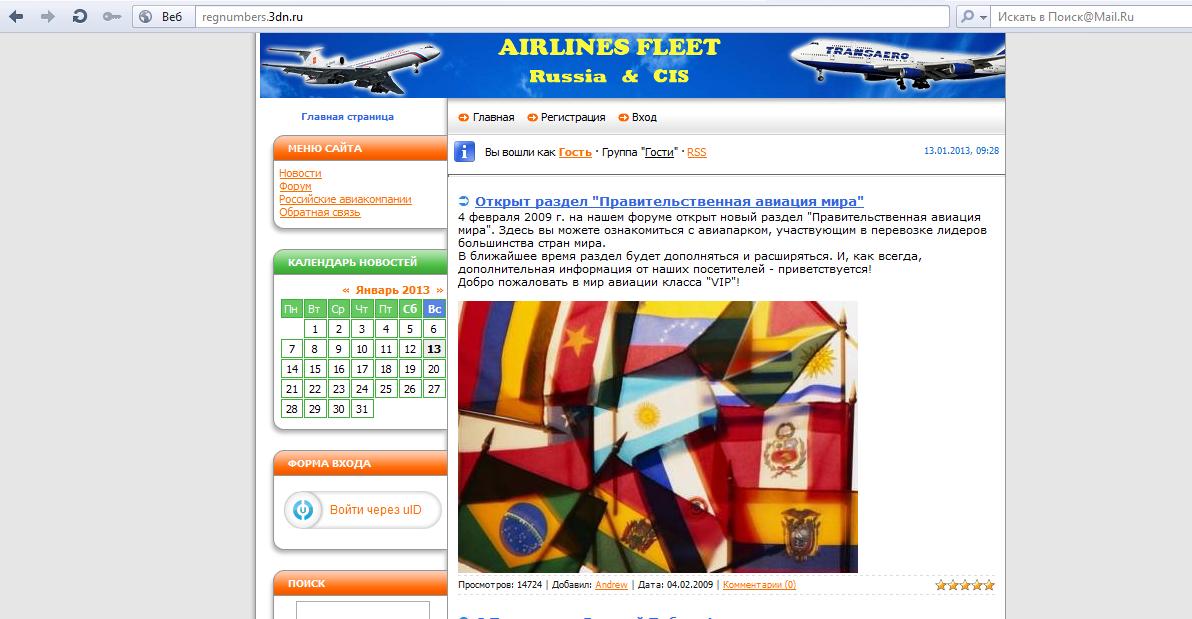 Веб
regnumbers.3dn.ru
Искать в Поиск@Mail.Ru
AIRLINES FLEET
Russia & CIS
TRANSAERO
Главная страница
Главная
Регистрация
Вход
Вы вошли как Гость · Группа "Гости" · RSS
13.01.2013, 09:28
МЕНЮ САЙТА
Новости
Форум
Российские авиакомпании
Обратная связь
КАЛЕНДАРЬ НОВОСТЕЙ
« Январь 2013 »
Пн Вт Ср Чт Пт Сб Вс
1 2 3 4 5 6
7 8 9 10 11 12 13
14 15 16 17 18 19 20
21 22 23 24 25 26 27
28 29 30 31
ФОРМА ВХОДА
Войти через uID
ПОИСК
Открыт раздел "Правительственная авиация мира"
4 февраля 2009 г. на нашем форуме открыт новый раздел "Правительственная авиация
мира". Здесь вы можете ознакомиться с авиапарком, участвующим в перевозке лидеров
большинства стран мира.
В ближайшее время раздел будет дополняться и расширяться. И, как всегда,
дополнительная информация от наших посетителей - приветствуется!
Добро пожаловать в мир авиации класса "VIP"!
Просмотров: 14724 | Добавил: Andrew | Дата: 04.02.2009 | Комментарии (0)